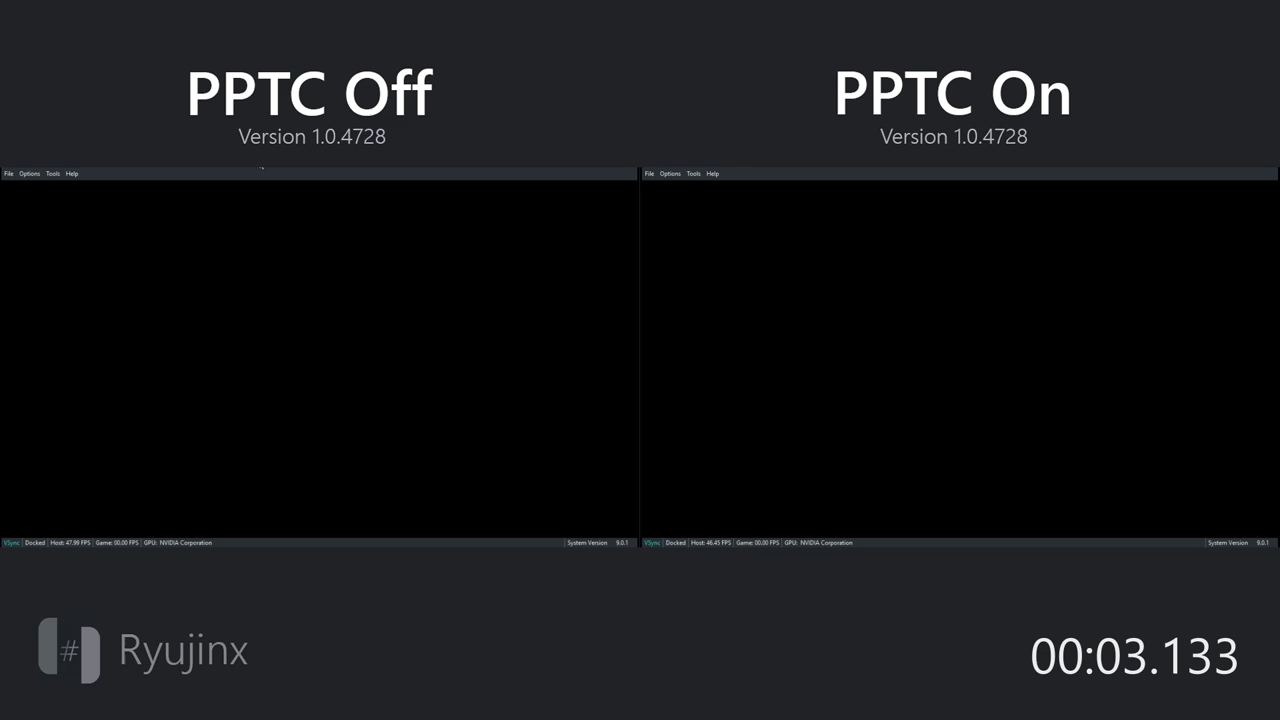 PPTC Off
Version 1.0.4728
PPTC On
Version 1.0.4728
File Options Tools Help
File Options Tools Help
VSync Docked Host: 47.99 FPS Game: 00.00 FPS GPU: NVIDIA Corporation System Version 9.0.1
VSync Docked Host: 46.45 FPS Game: 00.00 FPS GPU: NVIDIA Corporation System Version 9.0.1
# Ryujinx
00:03.133